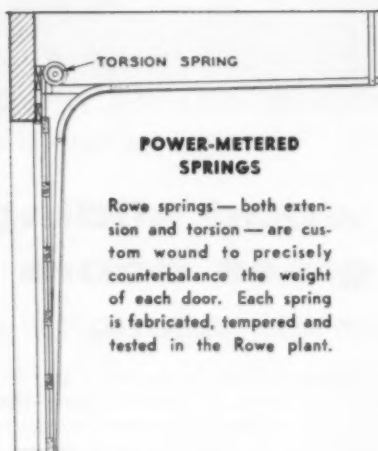 TORSION SPRING
POWER-METERED
SPRINGS
Rowe springs — both exten-
sion and torsion — are cus-
tom wound to precisely
counterbalance the weight
of each door. Each spring
is fabricated, tempered and
tested in the Rowe plant.